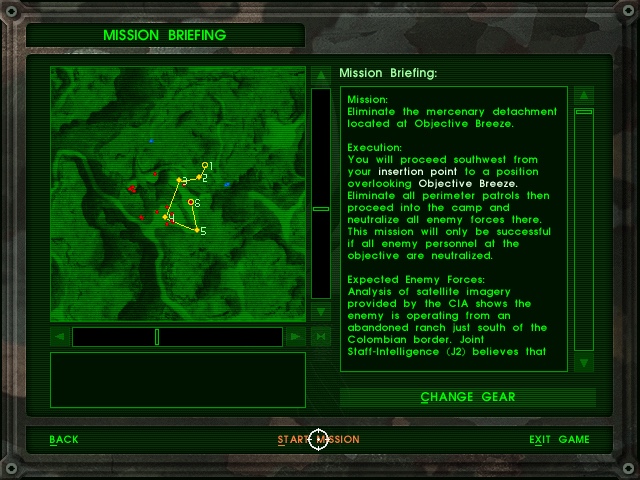 MISSION BRIEFING
Mission Briefing:
Mission:
Eliminate the mercenary detachment
located at Objective Breeze.
Execution:
You will proceed southwest from
your insertion point to a position
overlooking Objective Breeze.
Eliminate all perimeter patrols then
proceed into the camp and
neutralize all enemy forces there.
This mission will only be successful
if all enemy personnel at the
objective are neutralized.
Expected Enemy Forces:
Analysis of satellite imagery
provided by the CIA shows the
enemy is operating from an
abandoned ranch just south of the
Colombian border. Joint
Staff-Intelligence (J2) believes that
1
2
3
6
4
5
CHANGE GEAR
BACK
START MISSION
EXIT GAME